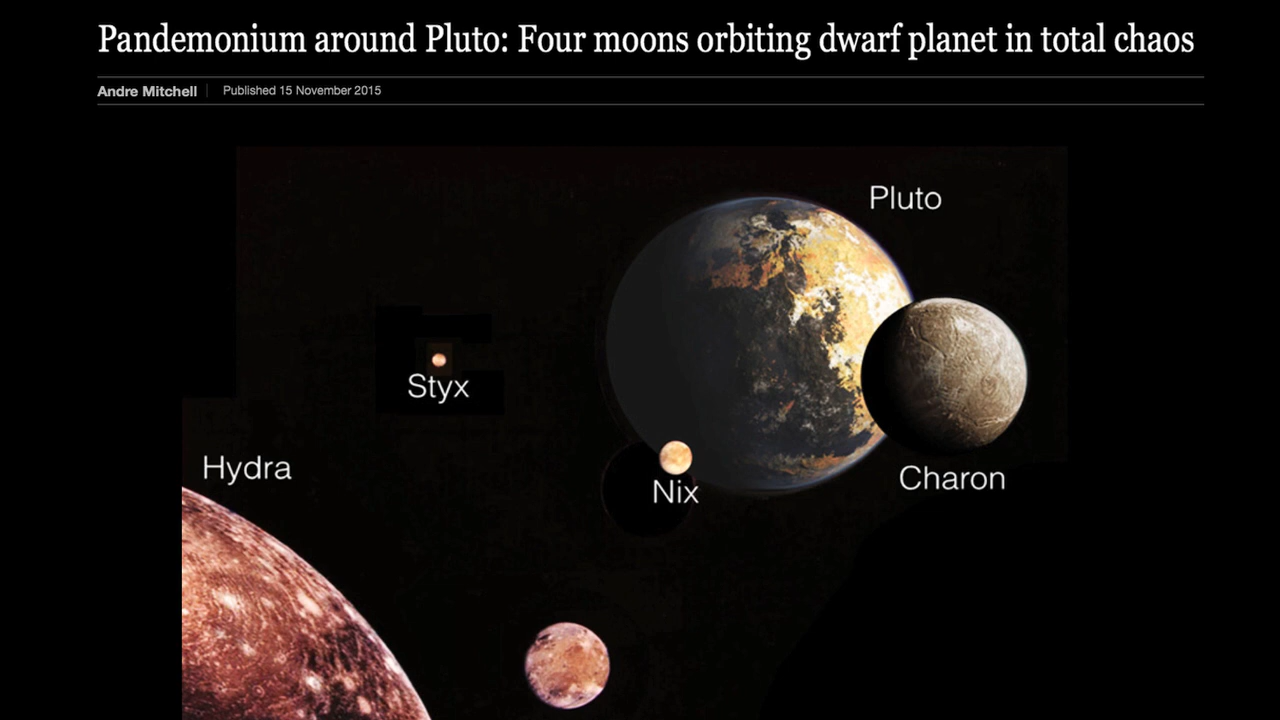 Pandemonium around Pluto: Four moons orbiting dwarf planet in total chaos
Andre Mitchell Published 15 November 2015
Pluto
Styx
Hydra
Nix
Charon